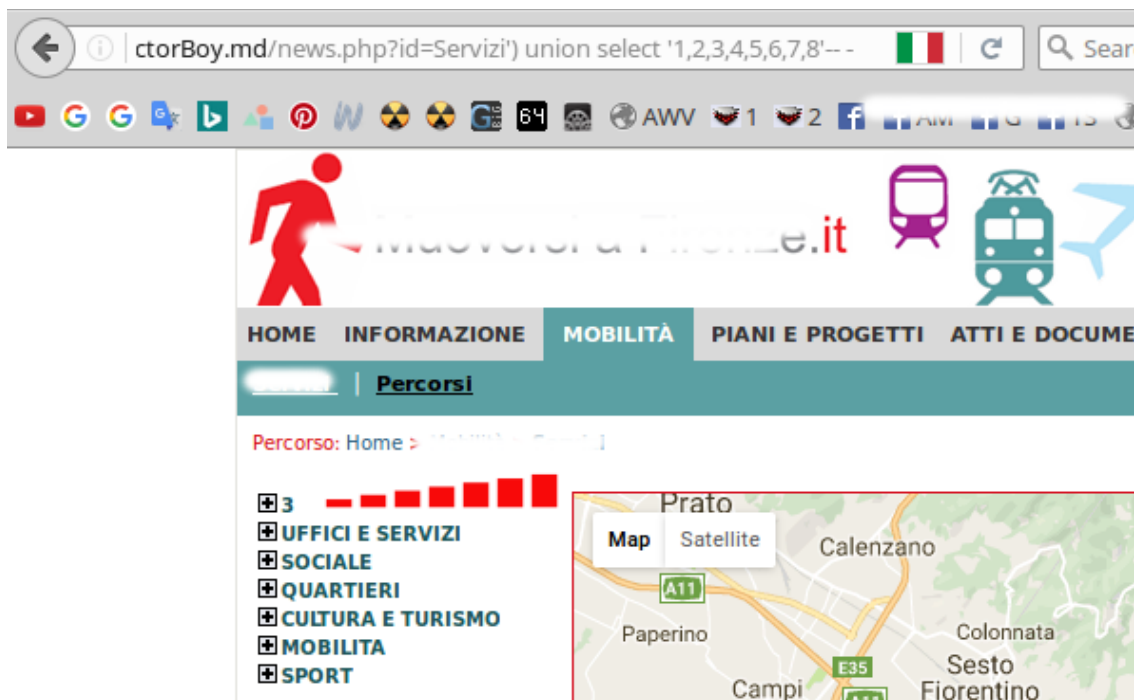 ctorBoy.md/news.php?id=Servizi') union select '1,2,3,4,5,6,7,8'-- - Sear
64 AWV 1 2
.it
HOME INFORMAZIONE MOBILITÀ PIANI E PROGETTI ATTI E DOCUME
Percorsi
Percorso: Home >
3
UFFICI E SERVIZI
SOCIALE
QUARTIERI
CULTURA E TURISMO
MOBILITA
SPORT
Prato
Map Satellite
Calenzano
A11
Paperino
Colonnata
E35
Sesto
Fiorentino
Campi